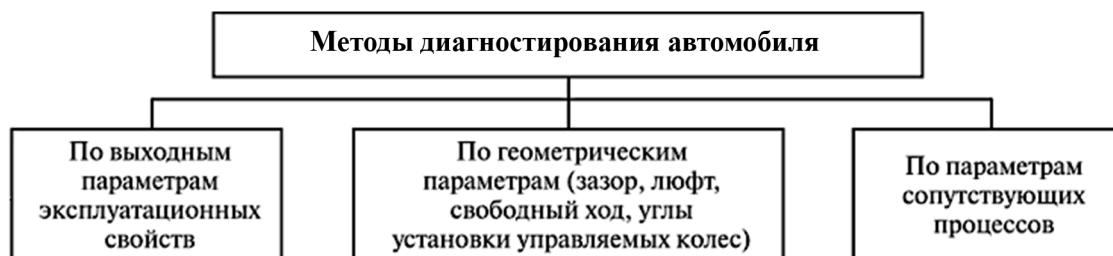 Методы диагностирования автомобиля
По выходным
параметрам
эксплуатационных
свойств
По геометрическим
параметрам (зазор, люфт,
свободный ход, углы
установки управляемых колес)
По параметрам
сопутствующих
процессов